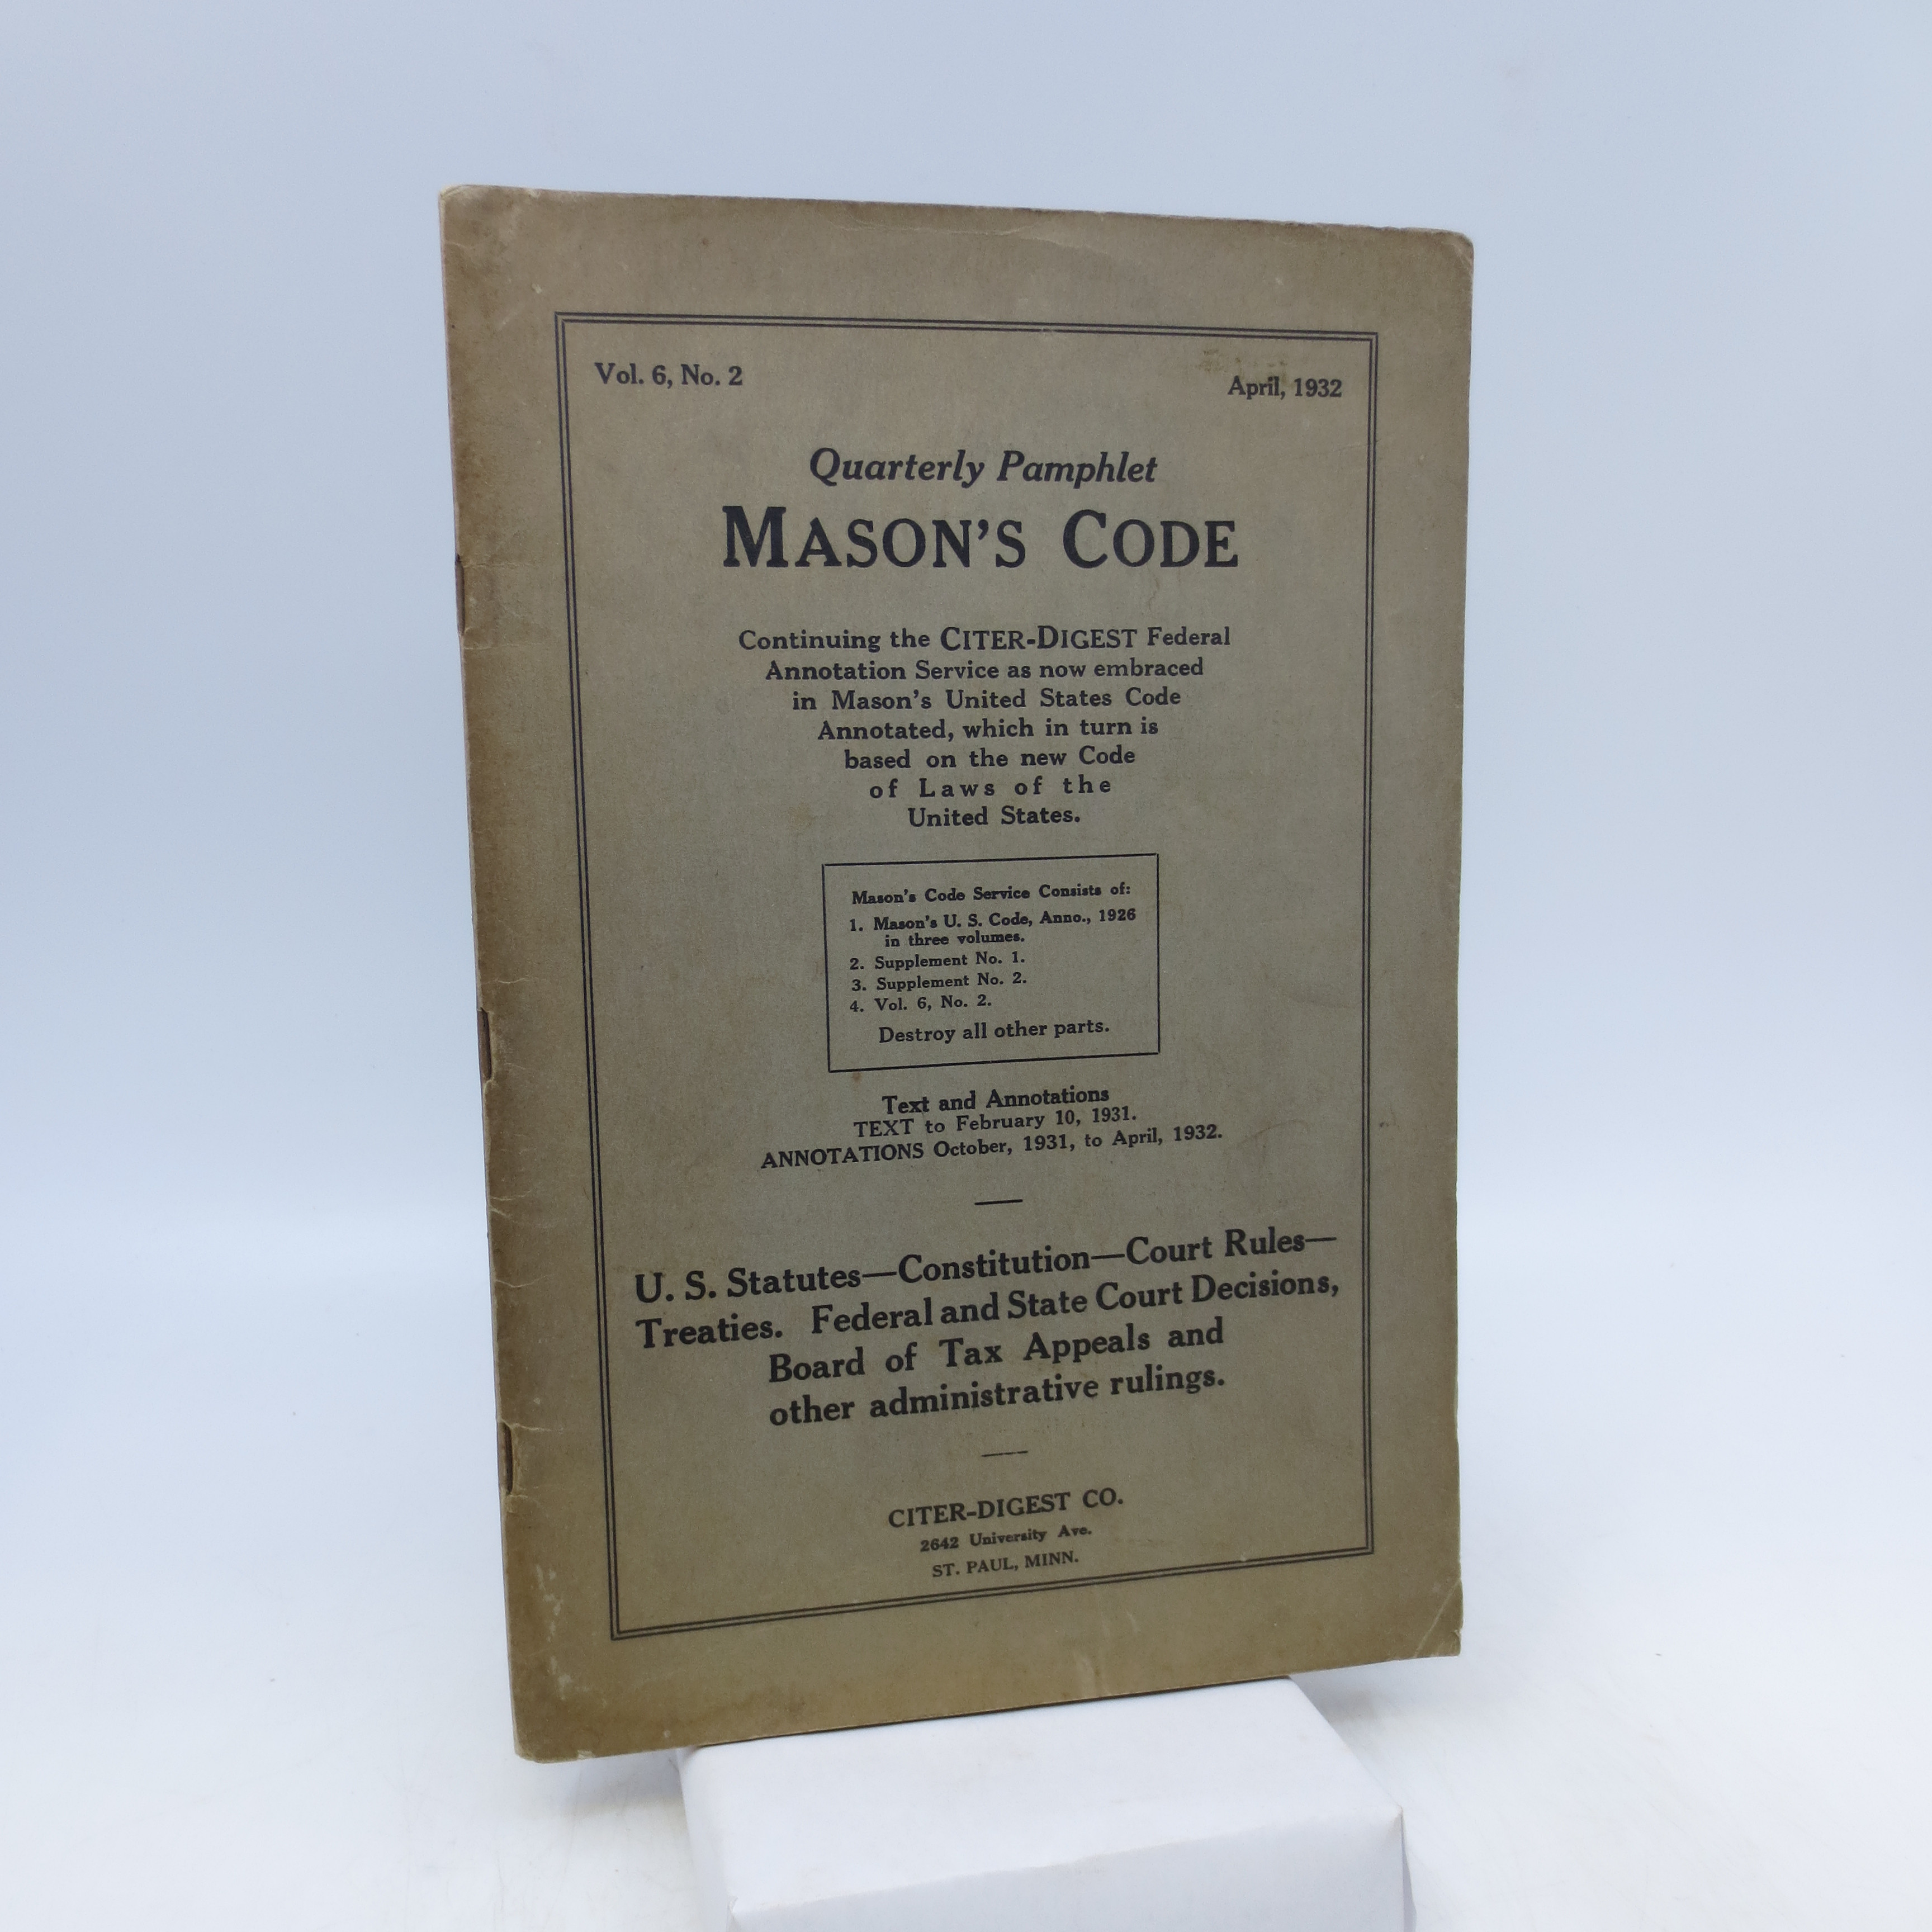 Vol. 6, No. 2
April, 1932
Quarterly Pamphlet
MASON'S CODE
Continuing the CITER-DIGEST Federal
Annotation Service as now embraced
in Mason's United States Code
Annotated, which in turn is
based on the new Code
of Laws of the
United States.
Mason's Code Service Consists of:
1. Mason's U. S. Code, Anno., 1926
in three volumes.
2. Supplement No. 1.
3. Supplement No. 2.
4. Vol. 6, No. 2.
Destroy all other parts.
Text and Annotations
TEXT to February 10, 1931.
ANNOTATIONS October, 1931, to April, 1932.
U. S. Statutes—Constitution—Court Rules—
Treaties. Federal and State Court Decisions,
Board of Tax Appeals and
other administrative rulings.
CITER-DIGEST CO.
2642 University Ave.
ST. PAUL, MINN.